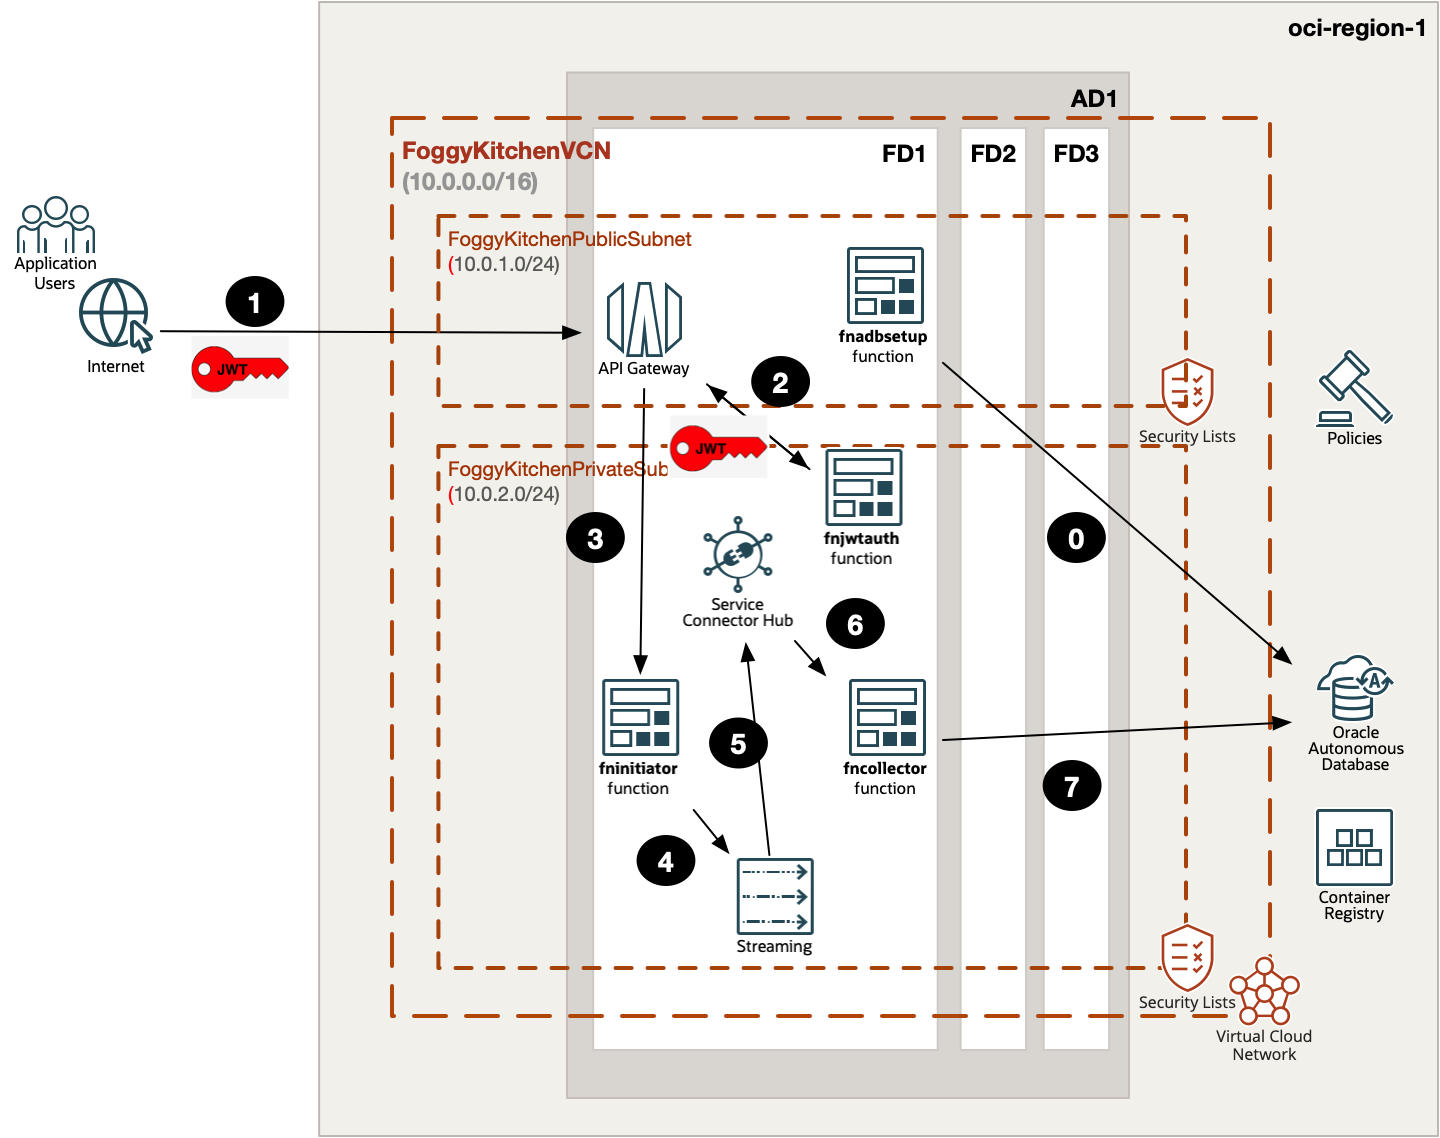 oci-region-1
AD1
FoggyKitchenVCN
(10.0.0.0/16)
FD1
FD2
FD3
Application
Users
Internet
1
JWT
FoggyKitchenPublicSubnet
(10.0.1.0/24)
API Gateway
fnadbsetup
function
2
JWT
Security Lists
Policies
FoggyKitchenPrivateSub
(10.0.2.0/24)
3
fnjwtauth
function
0
Service
Connector Hub
6
fninitiator
function
5
fncollector
function
7
Oracle
Autonomous
Database
A
4
Streaming
Container
Registry
Security Lists
Virtual Cloud
Network